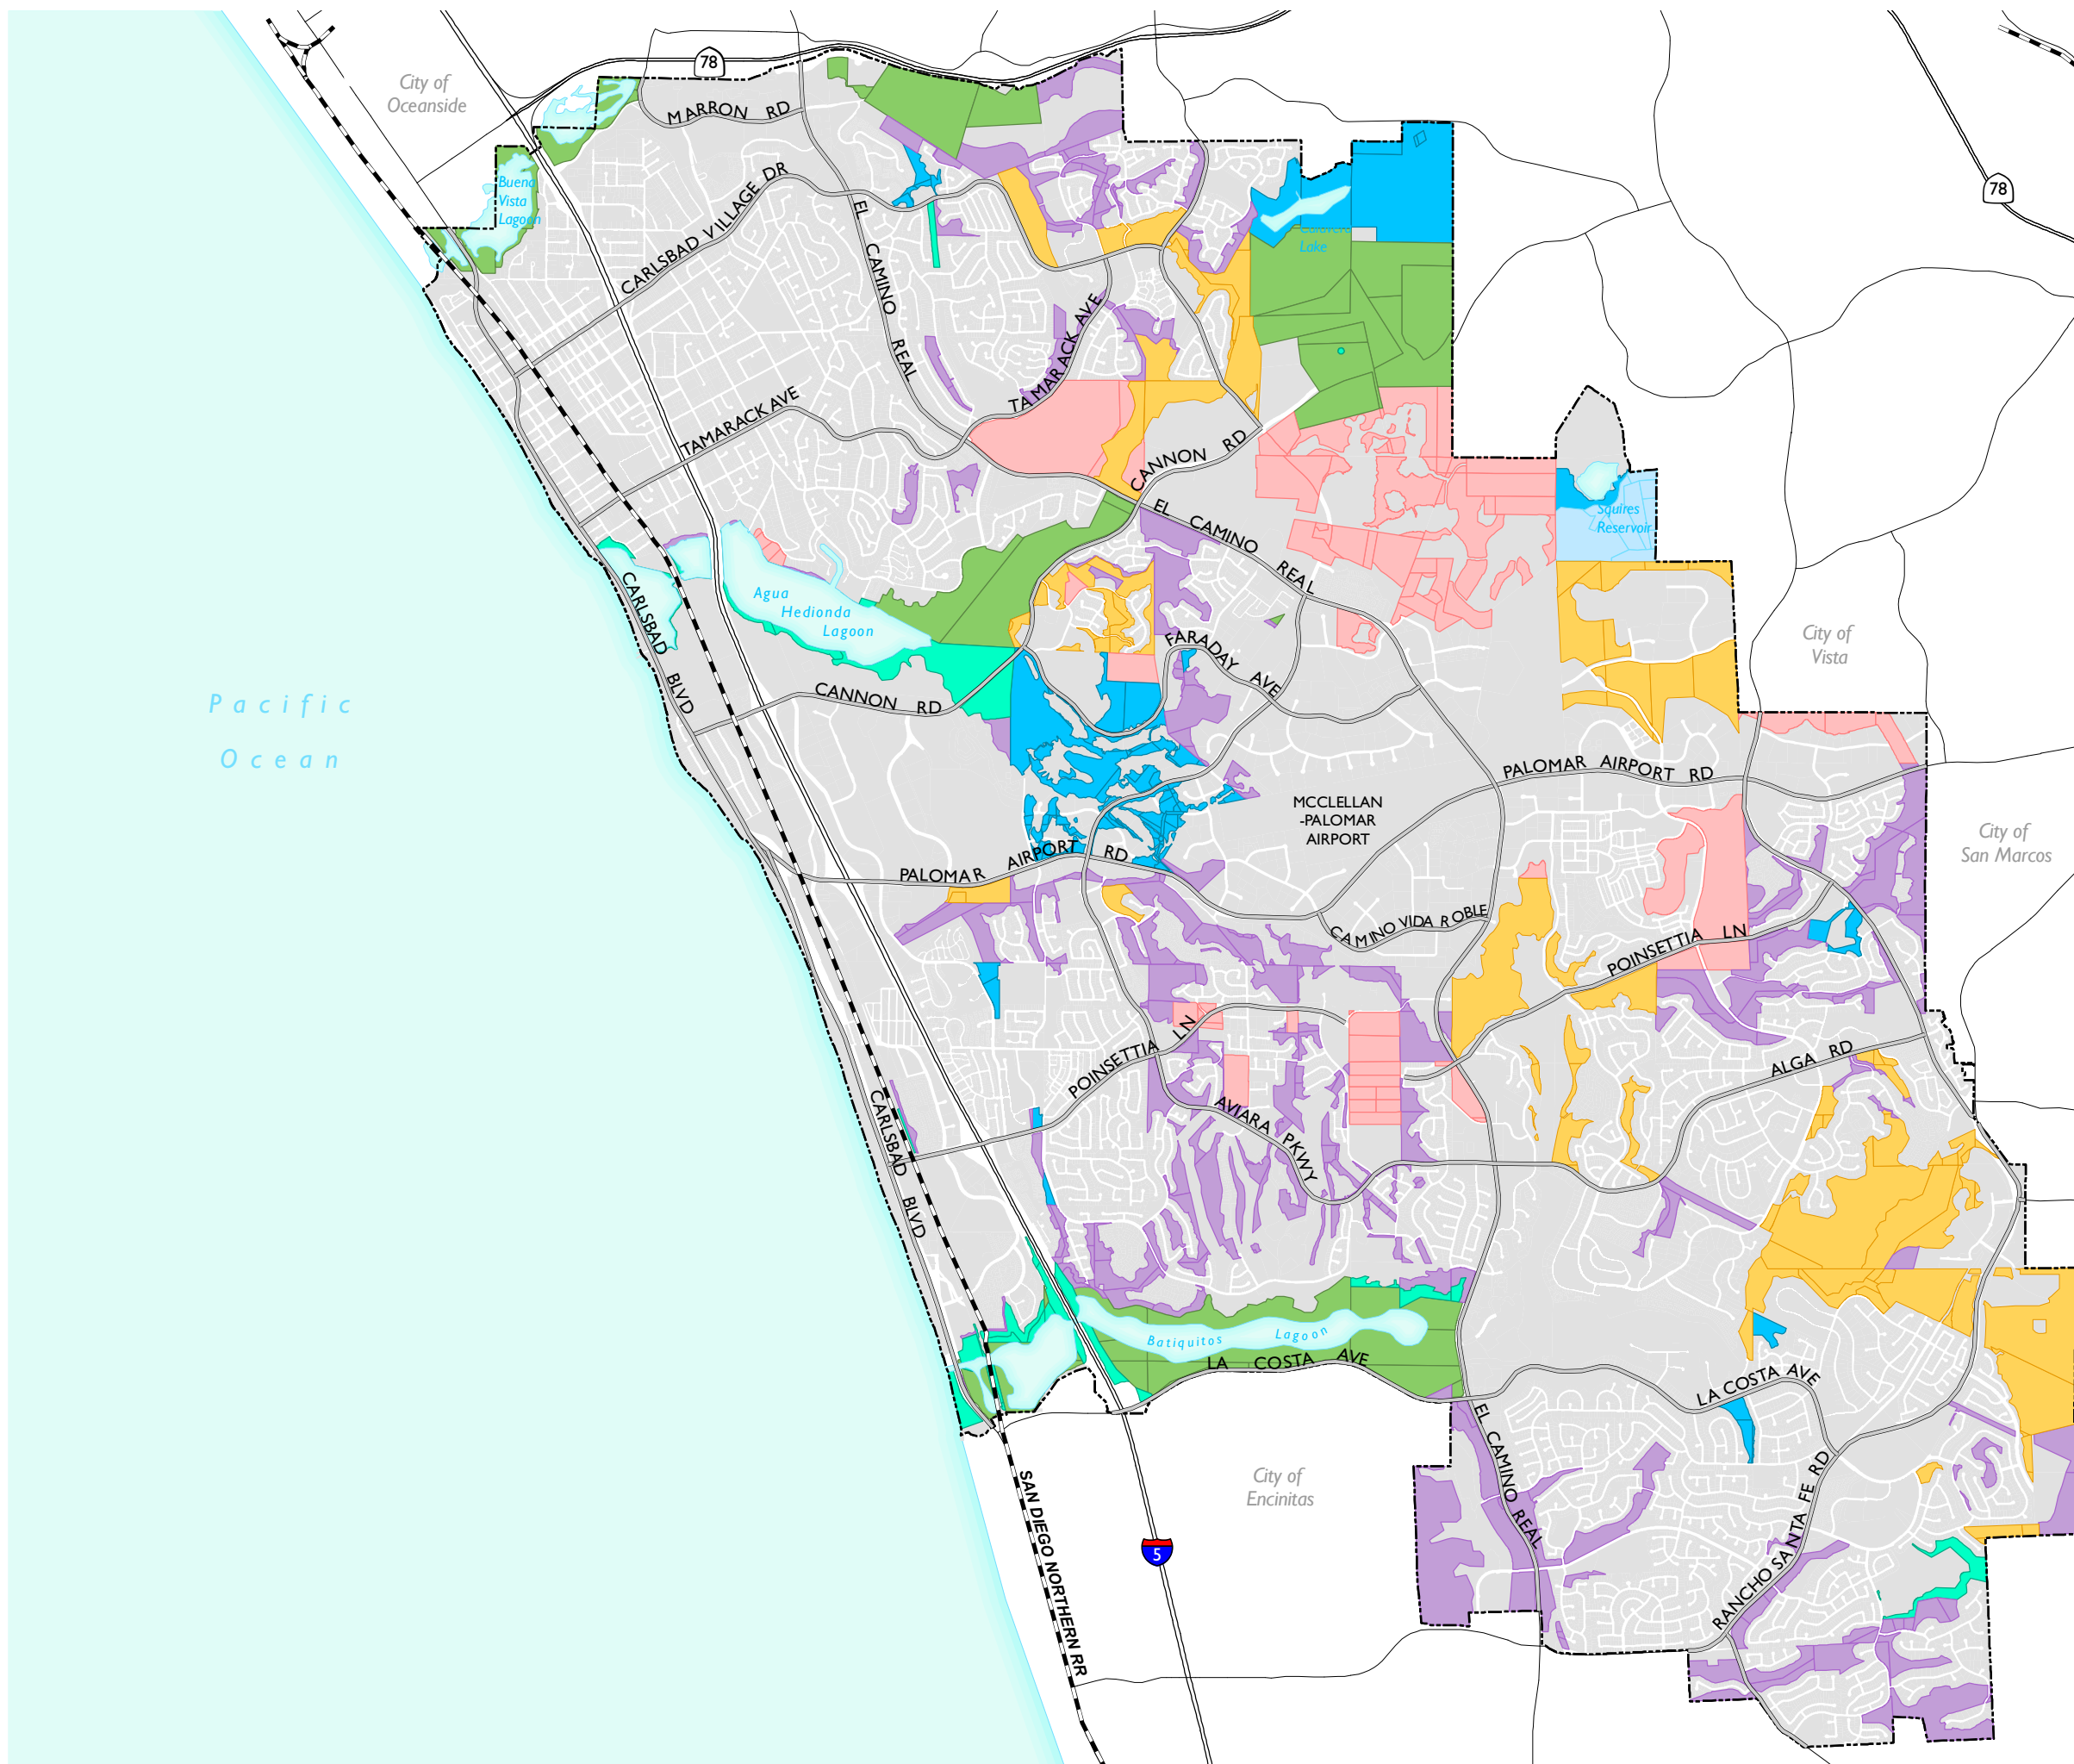 City of
Oceanside
78
MARRON RD
Buena
Vista
Lagoon
CARLSBAD VILLAGE DR
EL CAMINO REAL
78
Calavera
Lake
TAMARACK AVE
TAMARACK AVE
CANNON RD
EL CAMINO REAL
Squires
Reservoir
Agua
Hedionda
Lagoon
CARLSBAD BLVD
FARADAY AVE
City of
Vista
CANNON RD
Pacific
Ocean
PALOMAR AIRPORT RD
MCCLELLAN
-PALOMAR
AIRPORT
City of
San Marcos
PALOMAR AIRPORT RD
CAMINO VIDA ROBLE
POINSETTIA LN
POINSETTIA LN
ALGA RD
CARLSBAD BLVD
AVIARA PKWY
Batiquitos Lagoon
LA COSTA AVE
LA COSTA AVE
EL CAMINO REAL
City of
Encinitas
SAN DIEGO NORTHERN RR
5
RANCHO SANTA FE RD